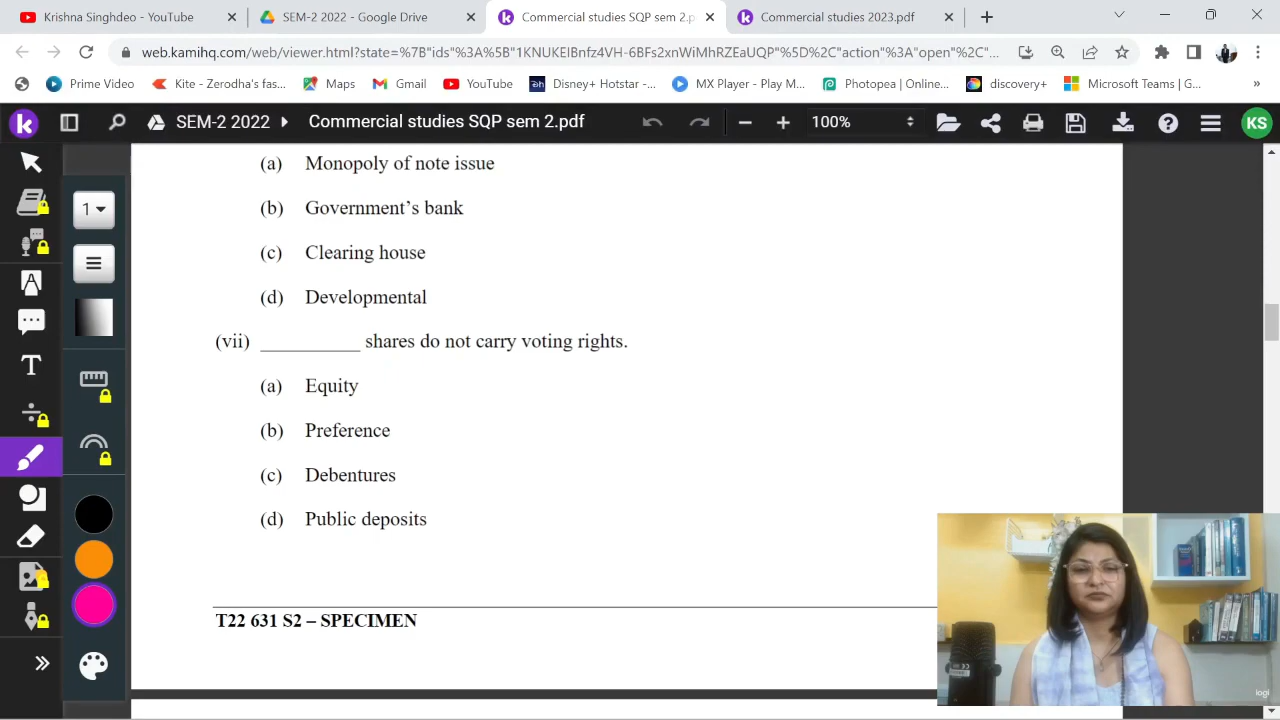 Krishna Singhdeo - YouTube
SEM-2 2022 - Google Drive
Commercial studies SQP sem 2.p
Commercial studies 2023.pdf
web.kamihq.com/web/viewer.html?state=%7B"ids"%3A%5B"1KNUKEIBnfz4VH-6BFs2xnWiMhRZEaUQP"%5D%2C"action"%3A"open"%2C"...
Prime Video
Kite - Zerodha's fas...
Maps
Gmail
YouTube
Disney+ Hotstar -...
MX Player - Play M...
Photopea | Online...
discovery+
Microsoft Teams | G...
»
SEM-2 2022
Commercial studies SQP sem 2.pdf
100%
KS
1
(a) Monopoly of note issue
(b) Government’s bank
(c) Clearing house
(d) Developmental
(vii) __________ shares do not carry voting rights.
(a) Equity
(b) Preference
(c) Debentures
(d) Public deposits
T22 631 S2 – SPECIMEN
logi